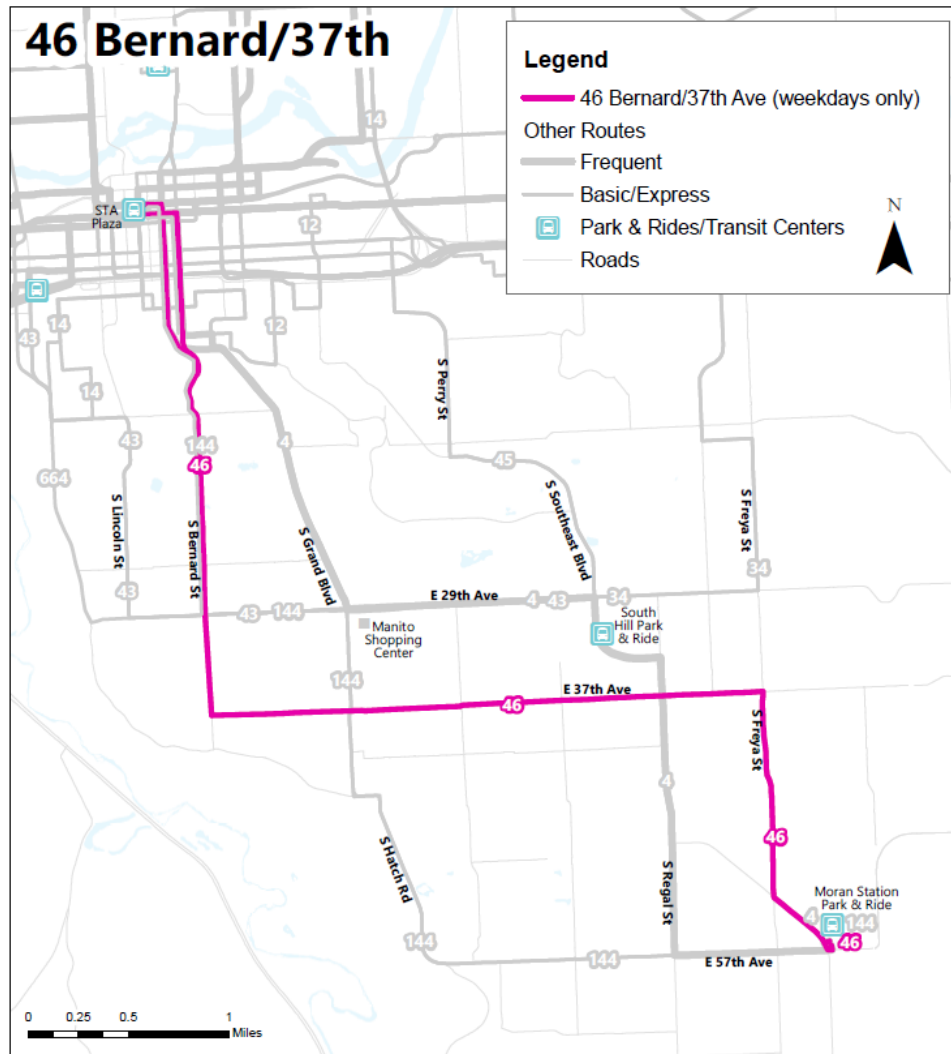 46 Bernard/37th
Legend
46 Bernard/37th Ave (weekdays only)
Other Routes
Frequent
Basic/Express
Park & Rides/Transit Centers
Roads
N
14
STA
Plaza
12
43
14
12
14
43
4
S Perry St
144
46
45
664
S Lincoln St
S Bernard St
S Grand Blvd
S Southeast Blvd
S Freya St
34
43
E 29th Ave
4
43
34
43
144
Manito
Shopping
Center
South
Hill Park
& Ride
144
E 37th Ave
46
S Freya St
4
46
S Hatch Rd
S Regal St
Moran Station
Park & Ride
4
144
46
144
144
E 57th Ave
0
0.25
0.5
1
Miles